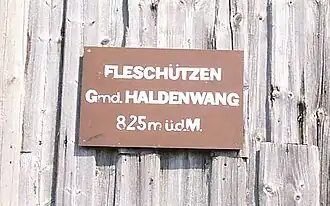 FLESCHÜTZEN
Gmd. HALDENWANG
825m ü.d.M.